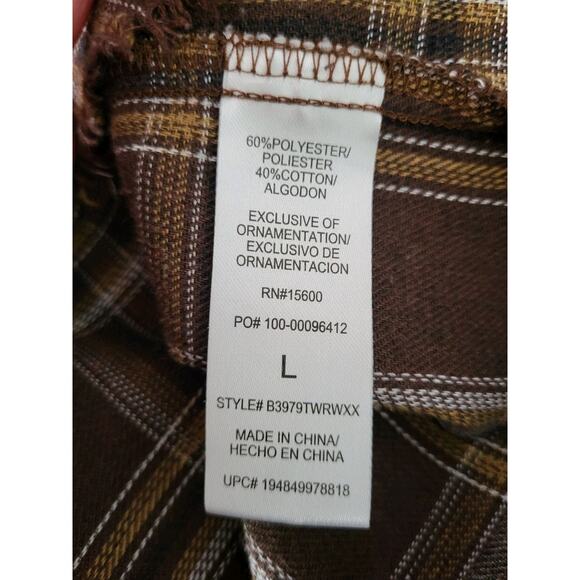 60%POLYESTER/
POLIESTER
40%COTTON/
ALGODON
EXCLUSIVE OF
ORNAMENTATION/
EXCLUSIVO DE
ORNAMENTACION
RN#15600
PO# 100-00096412
L
STYLE# B3979TWRWXX
MADE IN CHINA/
HECHO EN CHINA
UPC# 194849978818